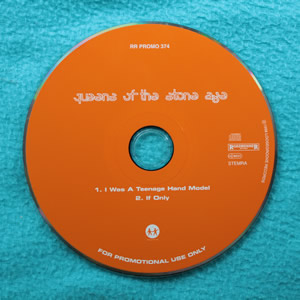 RR PROMO 374
queens of the stone age
1. I Was A Teenage Hand Model
2. If Only
STEMRA
FOR PROMOTIONAL USE ONLY